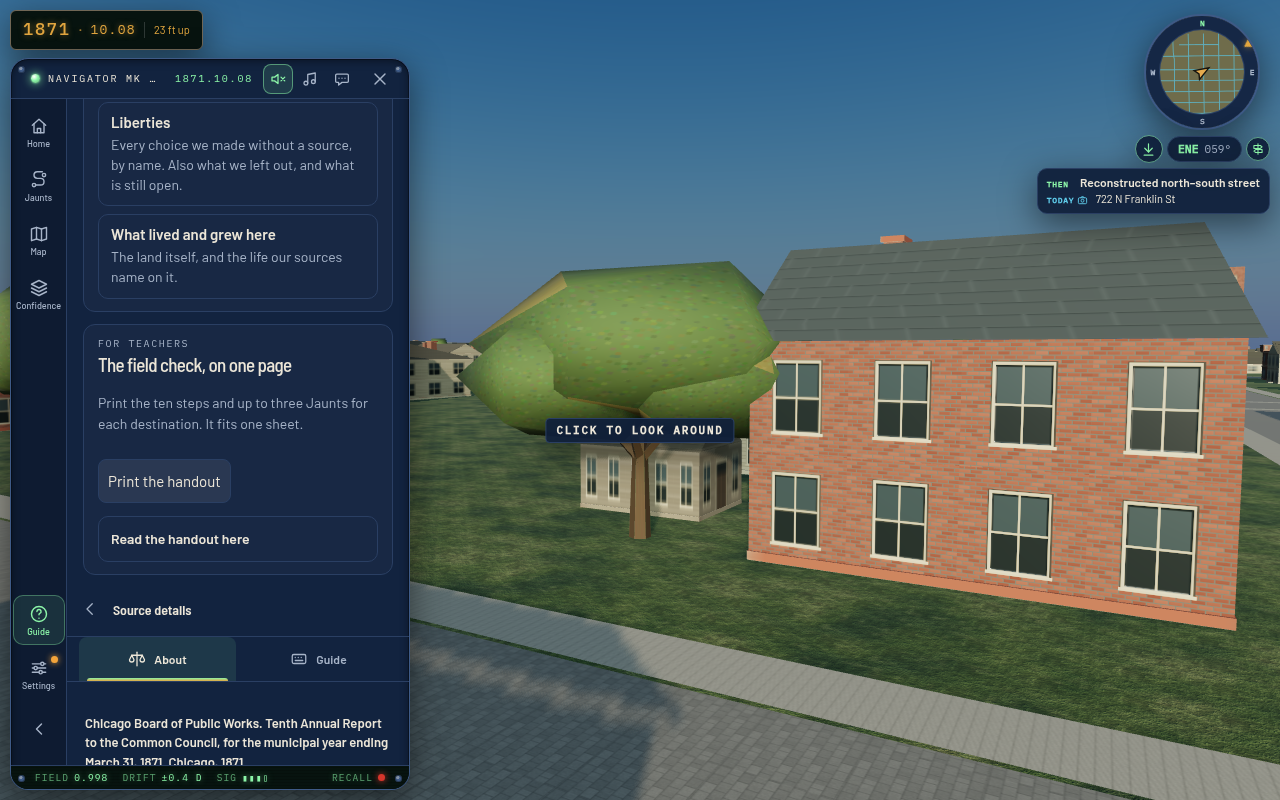 1871 · 10.08 23 ft up
NAVIGATOR MK … 1871.10.08
Home
Jaunts
Map
Confidence
Guide
Settings
Liberties
Every choice we made without a source,
by name. Also what we left out, and what
is still open.
What lived and grew here
The land itself, and the life our sources
name on it.
FOR TEACHERS
The field check, on one page
Print the ten steps and up to three Jaunts for
each destination. It fits one sheet.
Print the handout
Read the handout here
Source details
About
Guide
Chicago Board of Public Works. Tenth Annual Report
to the Common Council, for the municipal year ending
March 31, 1871. Chicago, 1871
FIELD 0.998 DRIFT ±0.4 D SIG RECALL
CLICK TO LOOK AROUND
N
W
E
S
ENE 059°
THEN Reconstructed north-south street
TODAY 722 N Franklin St